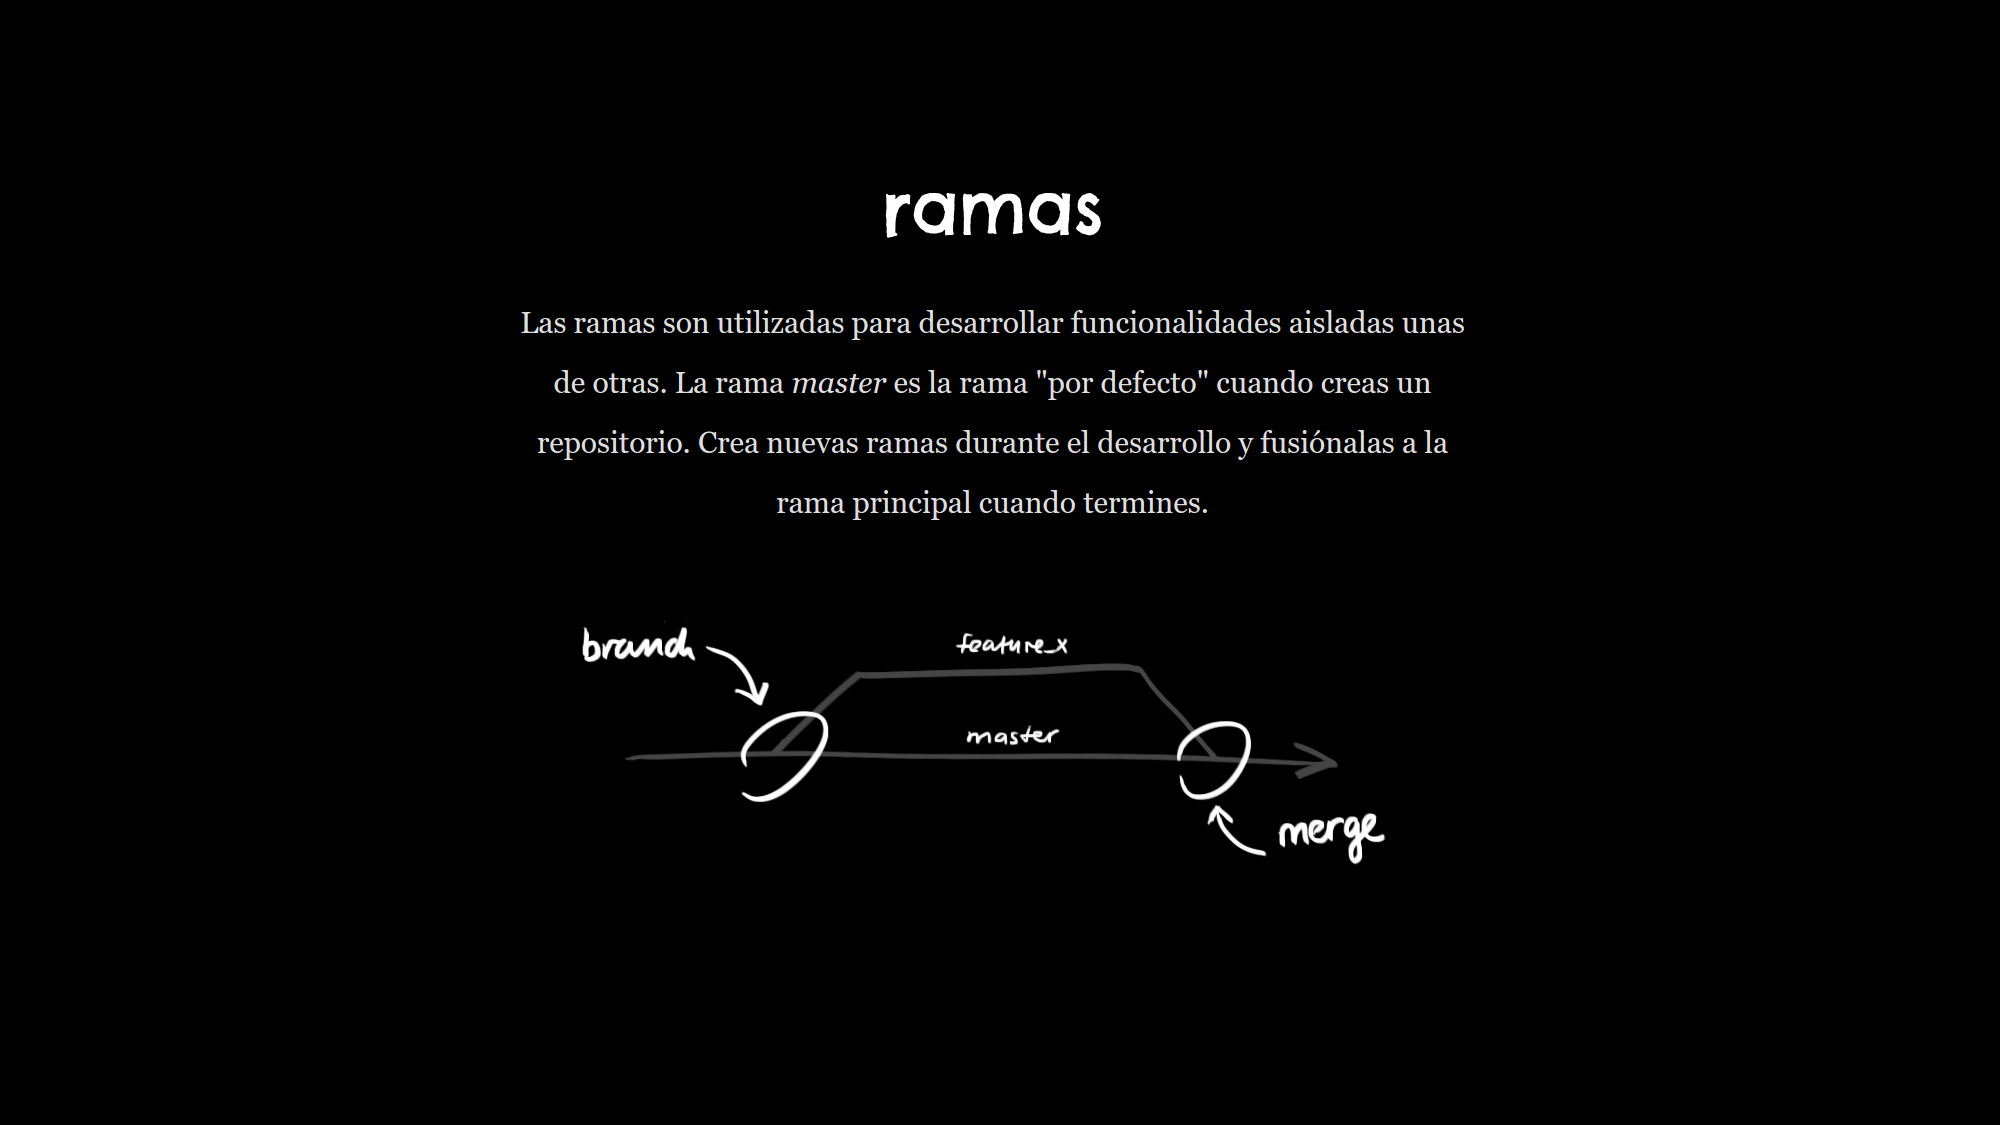 ramas
Las ramas son utilizadas para desarrollar funcionalidades aisladas unas
de otras. La rama master es la rama "por defecto" cuando creas un
repositorio. Crea nuevas ramas durante el desarrollo y fusiónalas a la
rama principal cuando termines.
branch
feature_x
master
merge